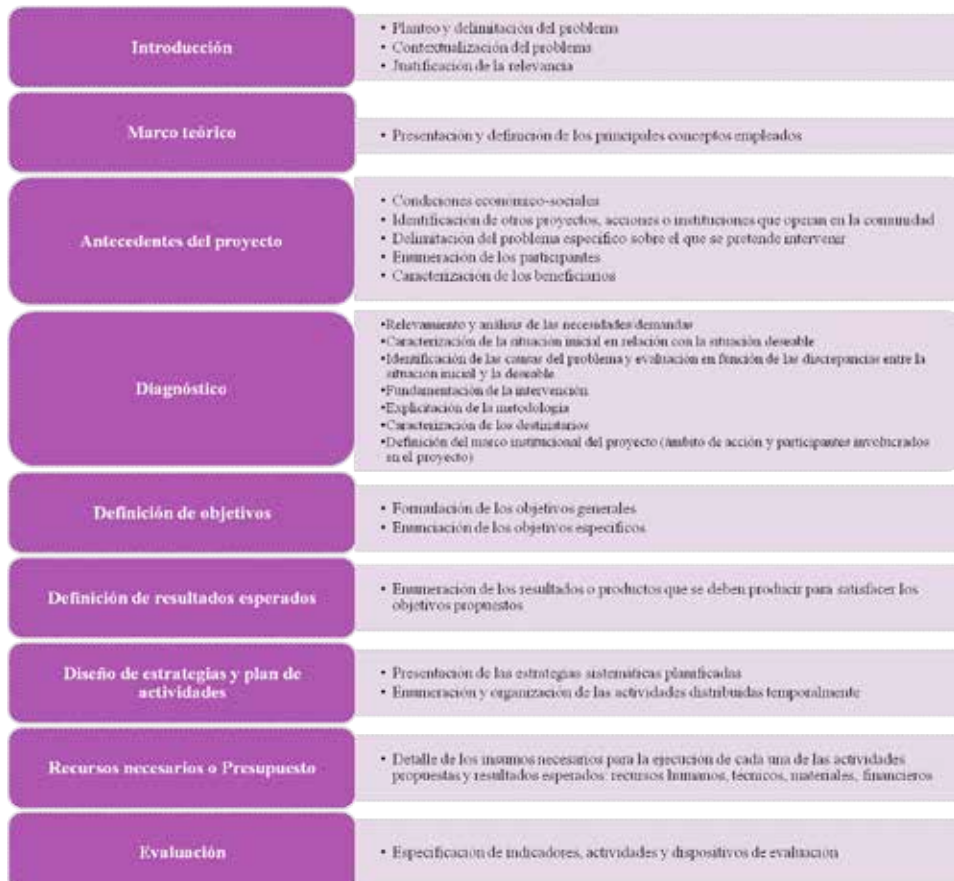 Introducción
• Planteo y delimitación del problema
• Contextualización del problema
• Justificación de la relevancia
Marco teórico
• Presentación y definición de los principales conceptos empleados
Antecedentes del proyecto
• Condiciones económico-sociales
• Identificación de otros proyectos, acciones o instituciones que operan en la comunidad
• Delimitación del problema específico sobre el que se pretende intervenir
• Enumeración de los participantes
• Caracterización de los beneficiarios
Diagnóstico
•Relevamiento y análisis de las necesidades demandas
•Caracterización de la situación inicial en relación con la situación deseable
•Identificación de las causas del problema y evaluación en función de las discrepancias entre la
situación inicial y la deseable
•Fundamentación de la intervención
•Explicitación de la metodología
•Caracterización de los destinatarios
•Definición del marco institucional del proyecto (ámbito de acción y participantes involucrados
en el proyecto)
Definición de objetivos
• Formulación de los objetivos generales
• Enunciación de los objetivos específicos
Definición de resultados esperados
• Enumeración de los resultados o productos que se deben producir para satisfacer los
objetivos propuestos
Diseño de estrategias y plan de
actividades
• Presentación de las estrategias sistemáticas planificadas
• Enumeración y organización de las actividades distribuidas temporalmente
Recursos necesarios o Presupuesto
• Detalle de los insumos necesarios para la ejecución de cada una de las actividades
propuestas y resultados esperados: recursos humanos, técnicos, materiales, financieros
Evaluación
• Especificación de indicadores, actividades y dispositivos de evaluación